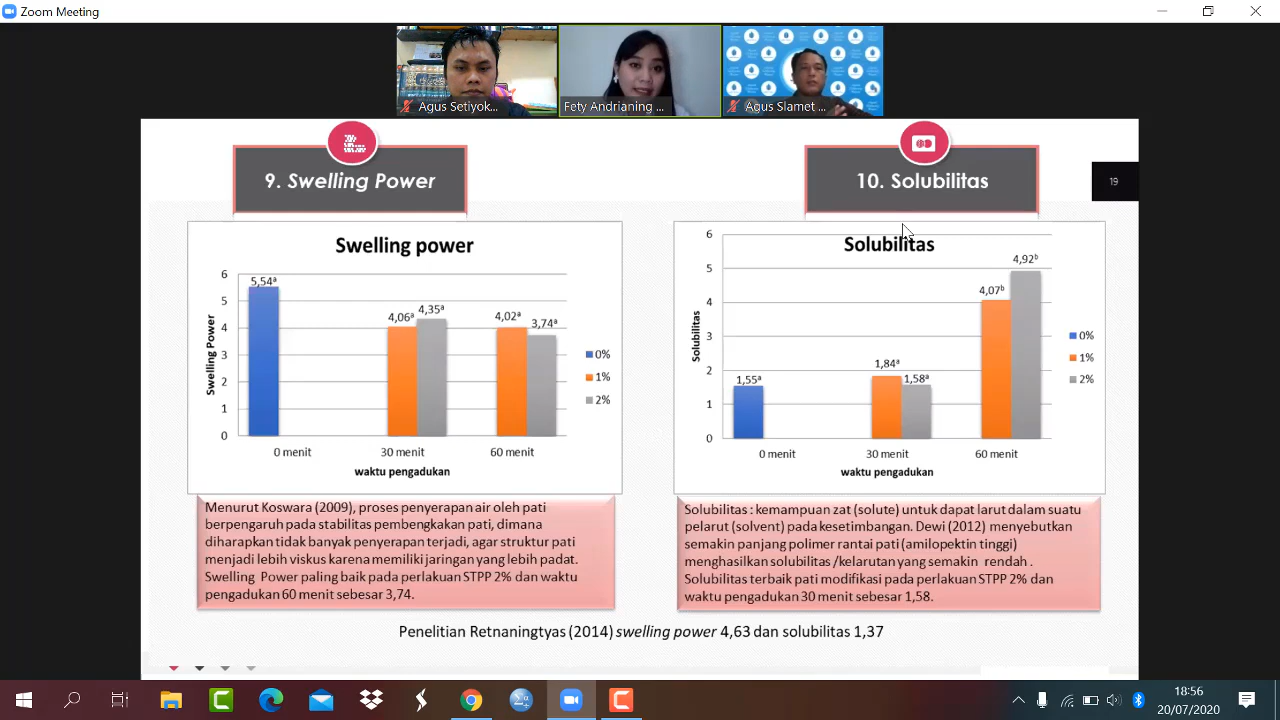 Zoom Meeting
Agus Setiyok...
Fety Andrianing ...
Agus Slamet ...
9. Swelling Power
10. Solubilitas
19
Swelling power
Swelling Power
6
5
4
3
2
1
0
5,54ᵃ
4,06ᵃ
4,35ᵃ
4,02ᵃ
3,74ᵃ
0 menit
30 menit
60 menit
waktu pengadukan
0%
1%
2%
Solubilitas
Solubilitas
6
5
4
3
2
1
0
1,55ᵃ
1,84ᵃ
1,58ᵃ
4,07ᵇ
4,92ᵇ
0 menit
30 menit
60 menit
waktu pengadukan
0%
1%
2%
Menurut Koswara (2009), proses penyerapan air oleh pati
berpengaruh pada stabilitas pembengkakan pati, dimana
diharapkan tidak banyak penyerapan terjadi, agar struktur pati
menjadi lebih viskus karena memiliki jaringan yang lebih padat.
Swelling Power paling baik pada perlakuan STPP 2% dan waktu
pengadukan 60 menit sebesar 3,74.
Solubilitas : kemampuan zat (solute) untuk dapat larut dalam suatu
pelarut (solvent) pada kesetimbangan. Dewi (2012) menyebutkan
semakin panjang polimer rantai pati (amilopektin tinggi)
menghasilkan solubilitas /kelarutan yang semakin rendah .
Solubilitas terbaik pati modifikasi pada perlakuan STPP 2% dan
waktu pengadukan 30 menit sebesar 1,58.
Penelitian Retnaningtyas (2014) swelling power 4,63 dan solubilitas 1,37
18:56
20/07/2020